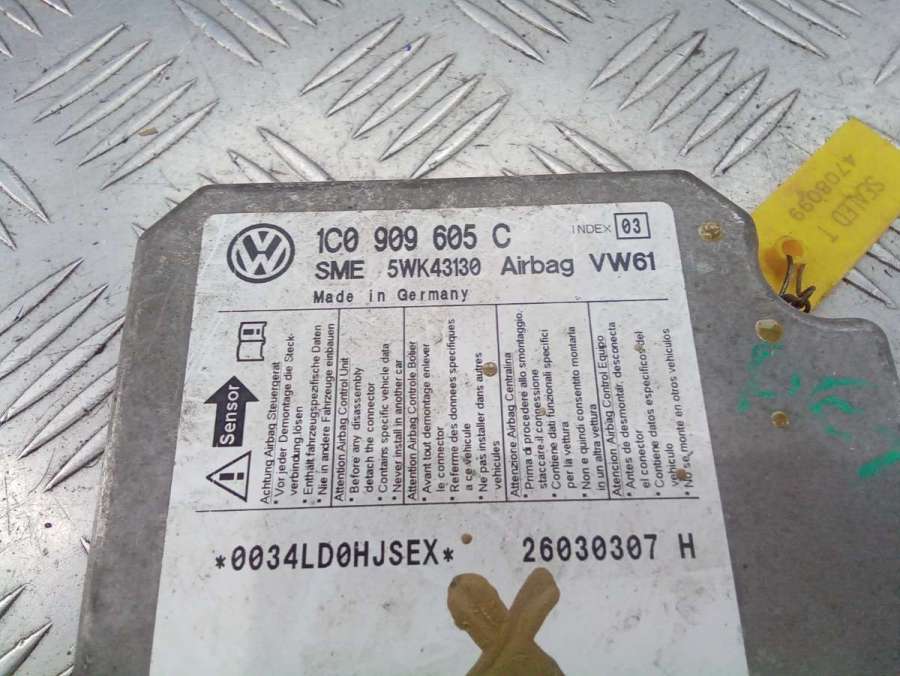 1C0 909 605 C
INDEX 03
SME 5WK43130 Airbag VW61
Made in Germany
SEALED T
4708099
Sensor
Achtung Airbag Steuergerät
• Vor jeder Demontage die Steck-
verbindung lösen
• Enthält fahrzeugspezifische Daten
• Nie in andere Fahrzeuge einbauen
Attention Airbag Control Unit
• Before any disassembly
detach the connector
• Contains specific vehicle data
• Never install in another car
Attention Airbag Controle Boîtier
• Avant tout demontage enlever
le connector
• Referme des donnees specifiques
a ce vehicule
• Ne pas installer dans autres
vehicules
Attenzione Airbag Centralina
• Prima di procedere allo smontaggio.
staccare il connessione
• Contiene dati funzionali specifici
per la vettura
• Non e quindi consentito montarla
in un altra vettura
Atencion Airbag Control Equipo
• Antes de desmontar, desconecta
el conector
• Contiene datos especificos del
vehiculo
• No se monte en otros vehiculos
*0034LD0HJSEX* 26030307 H